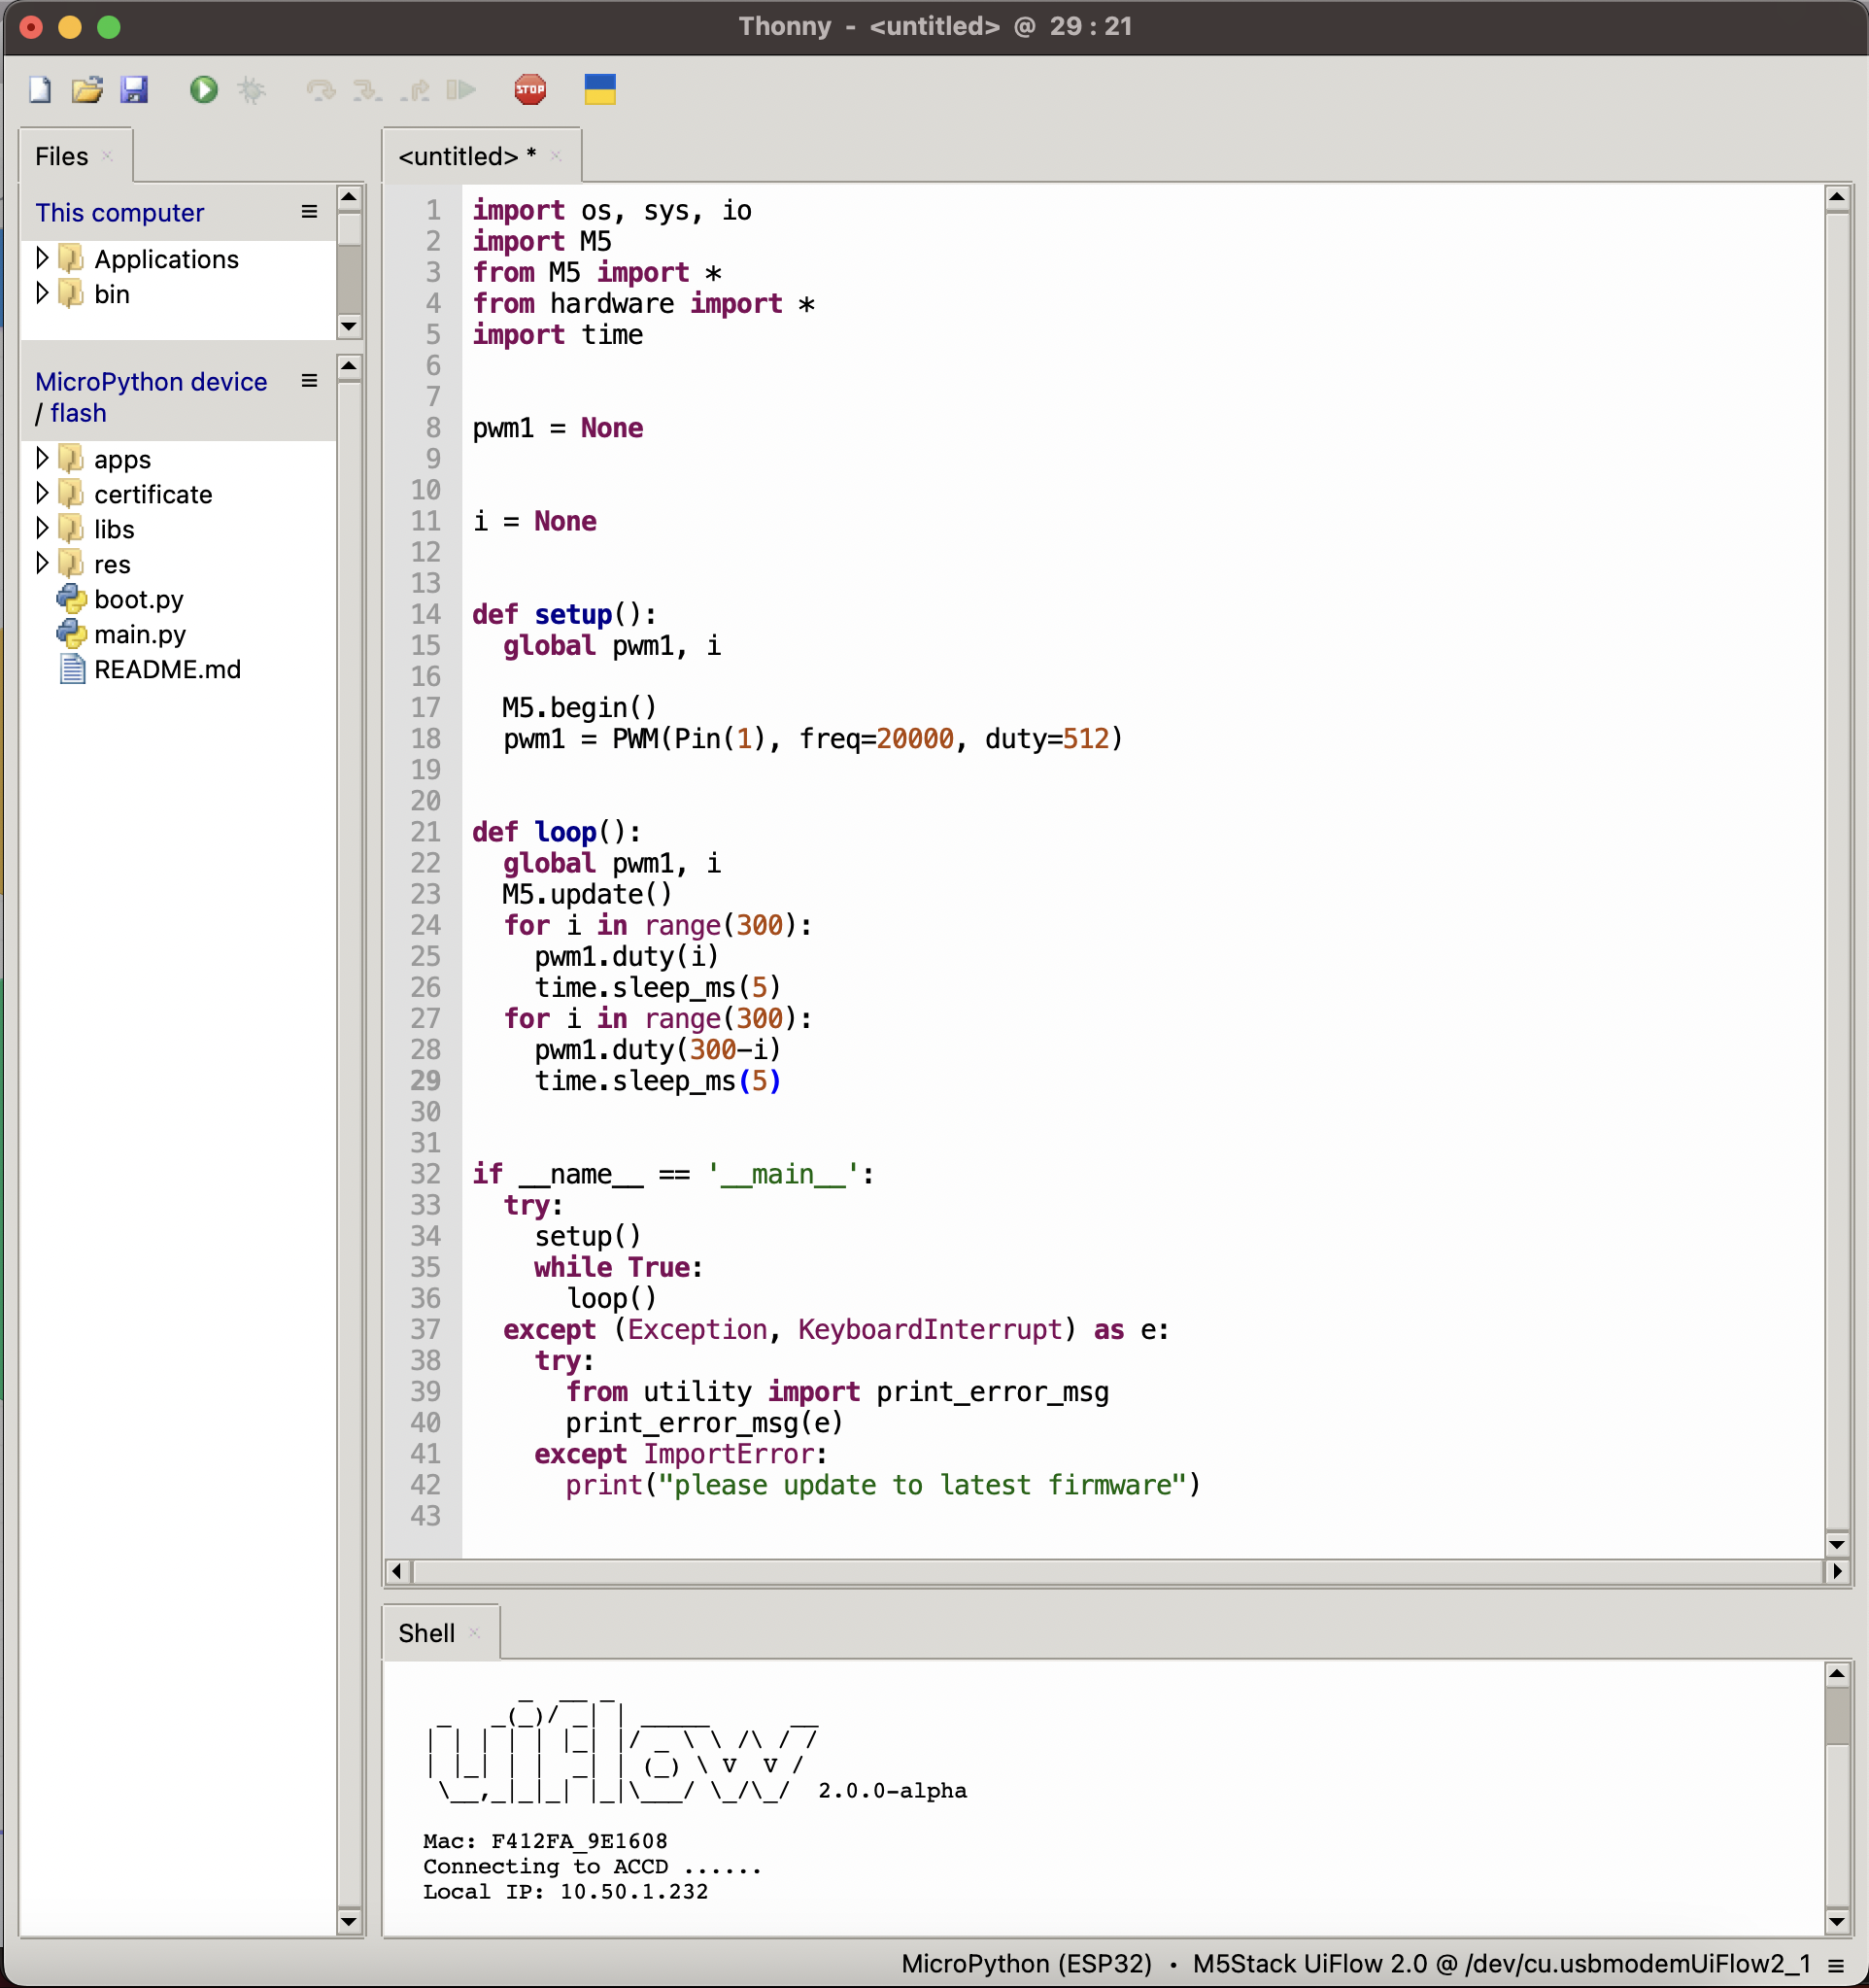 Thonny - <untitled> @ 29 : 21
STOP
Files
This computer
Applications
bin
MicroPython device
/ flash
apps
certificate
libs
res
boot.py
main.py
README.md
<untitled> *
1 import os, sys, io
2 import M5
3 from M5 import *
4 from hardware import *
5 import time
6
7
8 pwm1 = None
9
10
11 i = None
12
13
14 def setup():
15   global pwm1, i
16
17   M5.begin()
18   pwm1 = PWM(Pin(1), freq=20000, duty=512)
19
20
21 def loop():
22   global pwm1, i
23   M5.update()
24   for i in range(300):
25     pwm1.duty(i)
26     time.sleep_ms(5)
27   for i in range(300):
28     pwm1.duty(300-i)
29     time.sleep_ms(5)
30
31
32 if __name__ == '__main__':
33   try:
34     setup()
35     while True:
36       loop()
37   except (Exception, KeyboardInterrupt) as e:
38     try:
39       from utility import print_error_msg
40       print_error_msg(e)
41     except ImportError:
42       print("please update to latest firmware")
43
Shell
uiflow 2.0.0-alpha
Mac: F412FA_9E1608
Connecting to ACCD ......
Local IP: 10.50.1.232
MicroPython (ESP32) • M5Stack UiFlow 2.0 @ /dev/cu.usbmodemUiFlow2_1 ≡